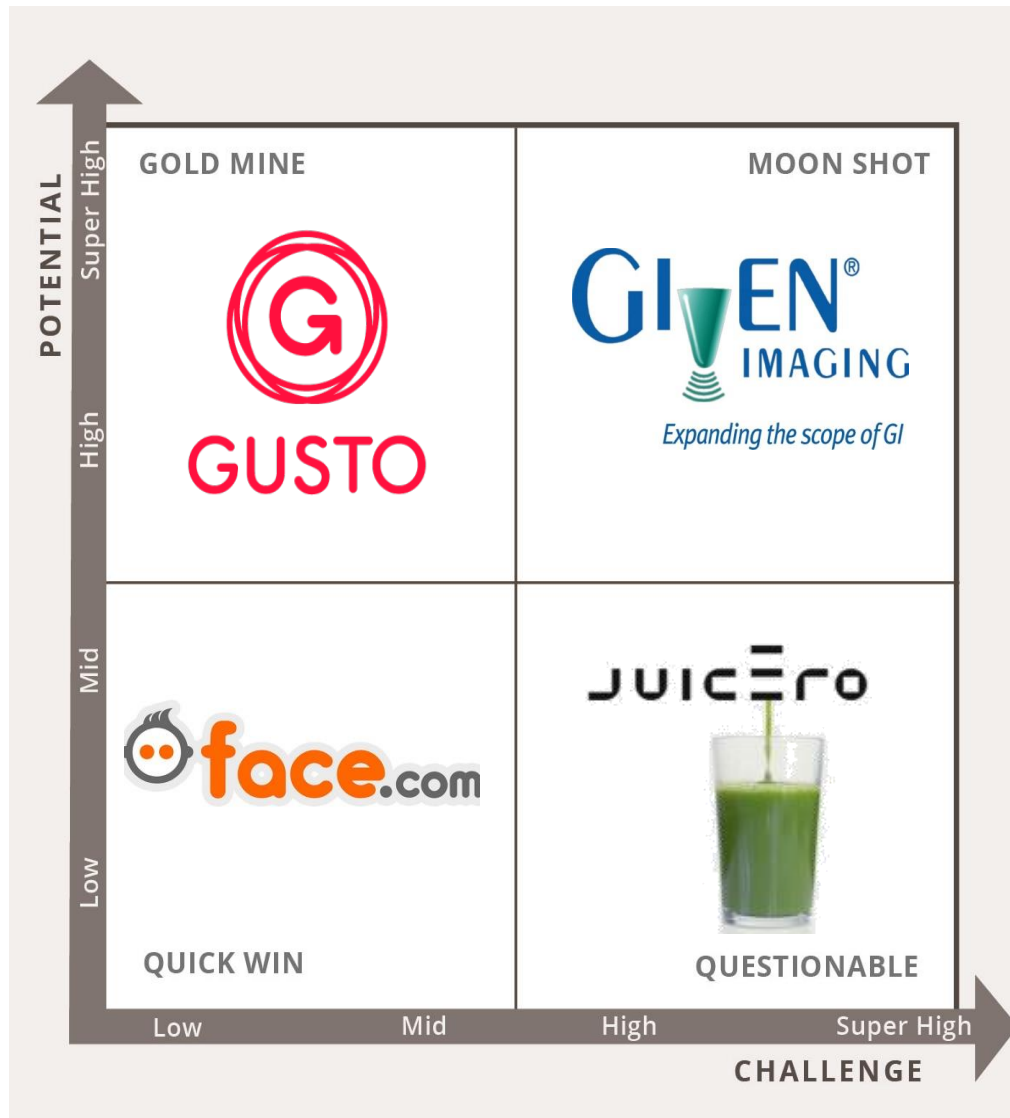 POTENTIAL
Super High
High
Mid
Low
GOLD MINE
G
GUSTO
MOON SHOT
GIVEN®
IMAGING
Expanding the scope of GI
face.com
QUICK WIN
JUICEro
QUESTIONABLE
Low Mid High Super High
CHALLENGE